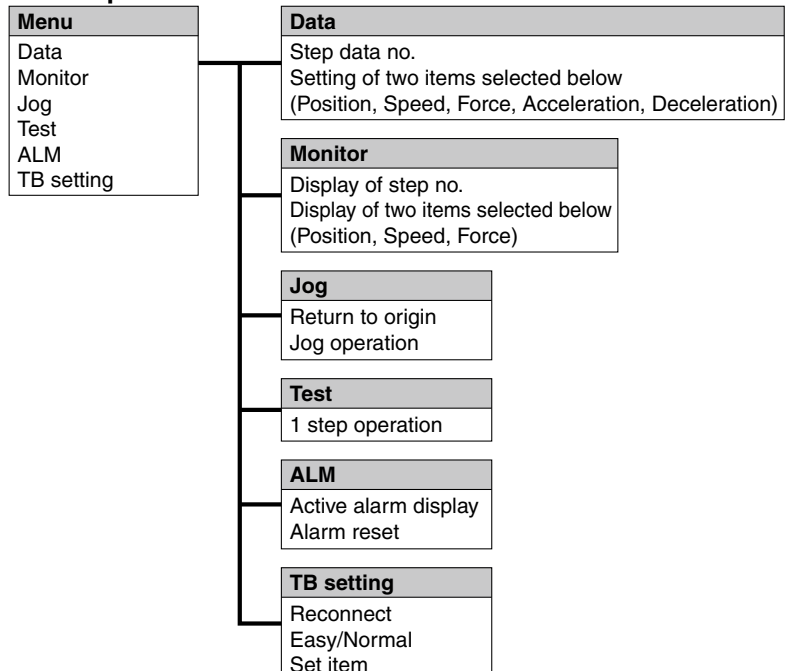 Menu
Data
Monitor
Jog
Test
ALM
TB setting
Data
Step data no.
Setting of two items selected below
(Position, Speed, Force, Acceleration, Deceleration)
Monitor
Display of step no.
Display of two items selected below
(Position, Speed, Force)
Jog
Return to origin
Jog operation
Test
1 step operation
ALM
Active alarm display
Alarm reset
TB setting
Reconnect
Easy/Normal
Set item